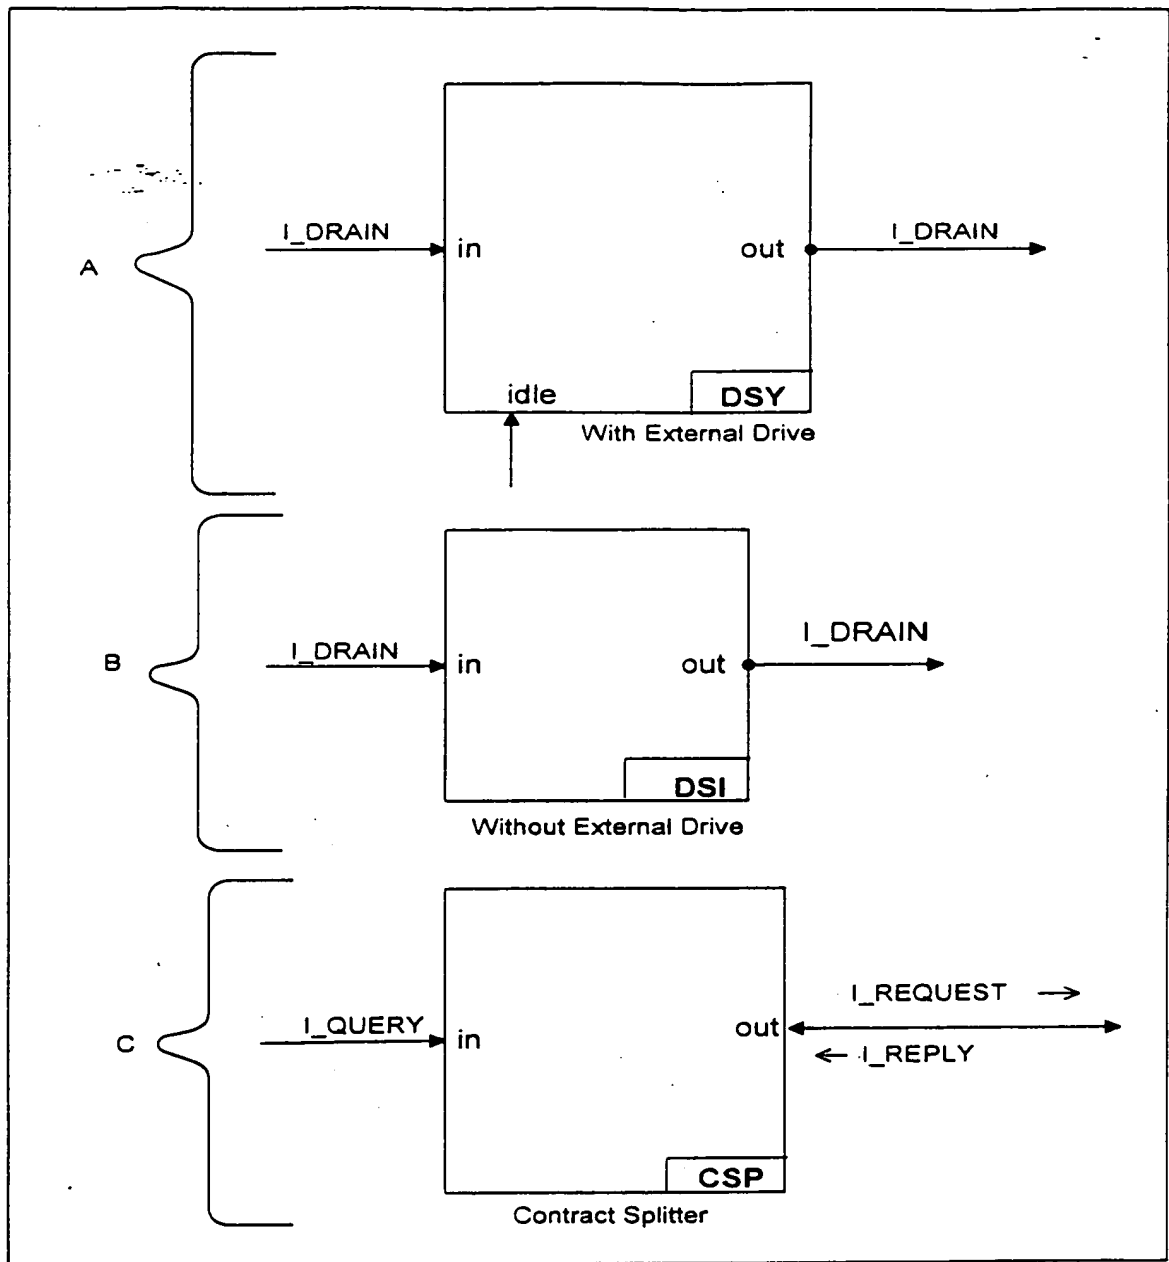 A
I_DRAIN
in
out
I_DRAIN
idle
DSY
With External Drive
B
I_DRAIN
in
out
I_DRAIN
DSI
Without External Drive
C
I_QUERY
in
out
I_REQUEST
I_REPLY
CSP
Contract Splitter